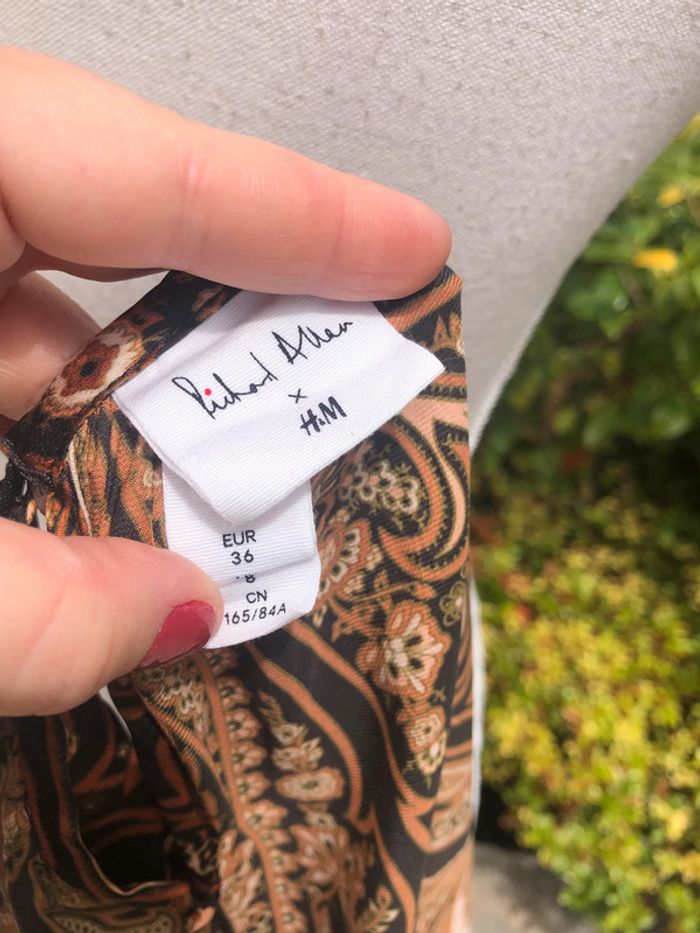 Richard Allan
x
H&M
EUR
36
8
CN
165/84A